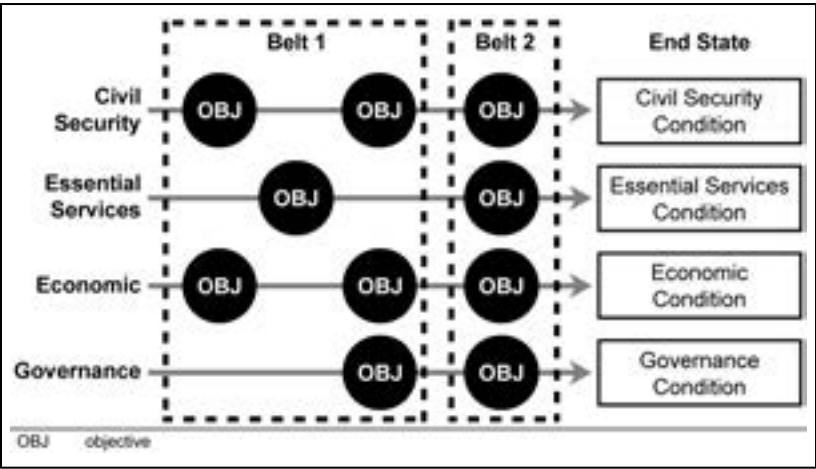 Belt 1 Belt 2 End State
Civil
Security
OBJ OBJ OBJ
Civil Security
Condition
Essential
Services
OBJ OBJ
Essential Services
Condition
Economic
OBJ OBJ OBJ
Economic
Condition
Governance
OBJ OBJ
Governance
Condition
OBJ objective